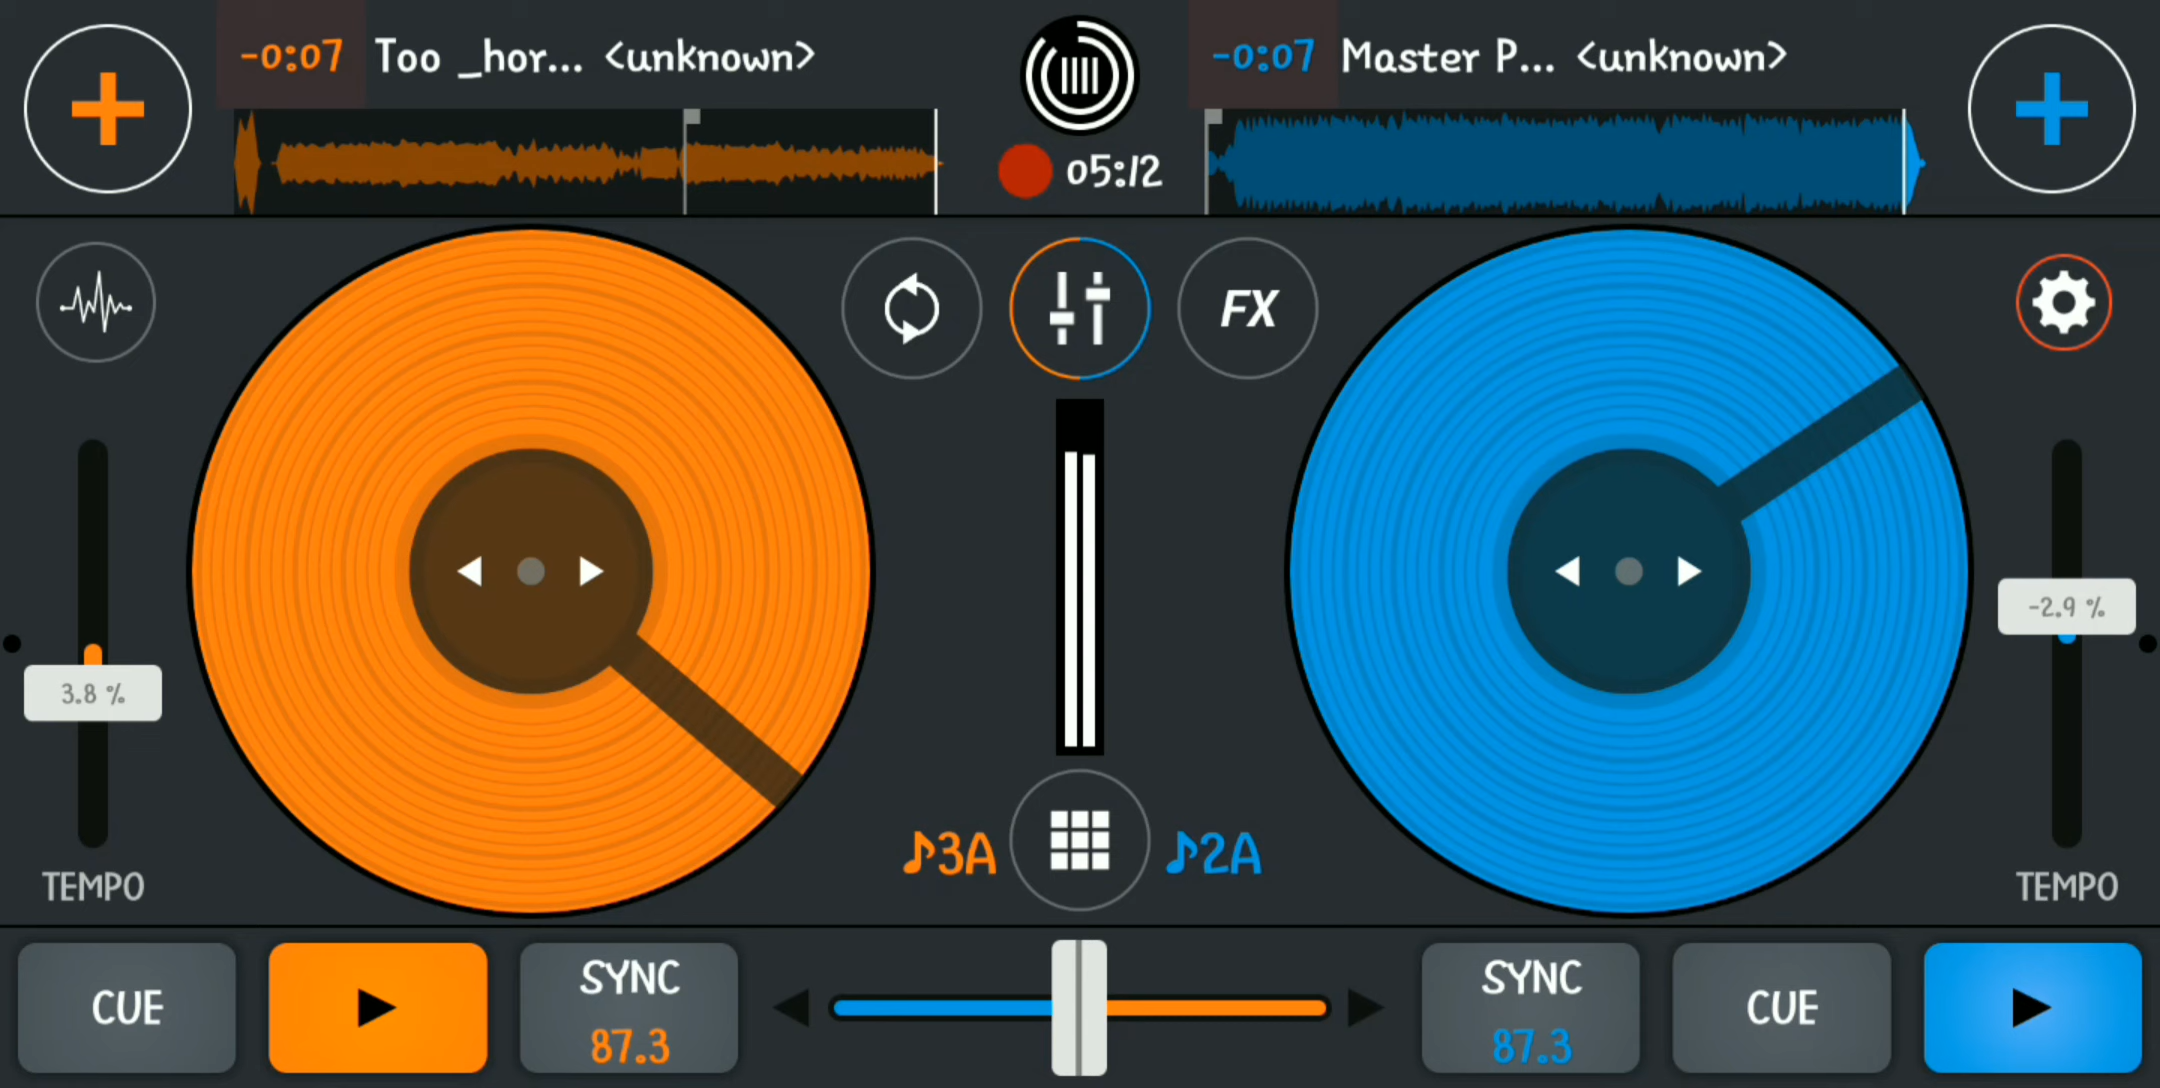 -0:07 Too _hor... <unknown>
-0:07 Master P... <unknown>
05:12
FX
3.8 %
-2.9 %
♪3A
♪2A
TEMPO
TEMPO
CUE
SYNC
87.3
SYNC
87.3
CUE